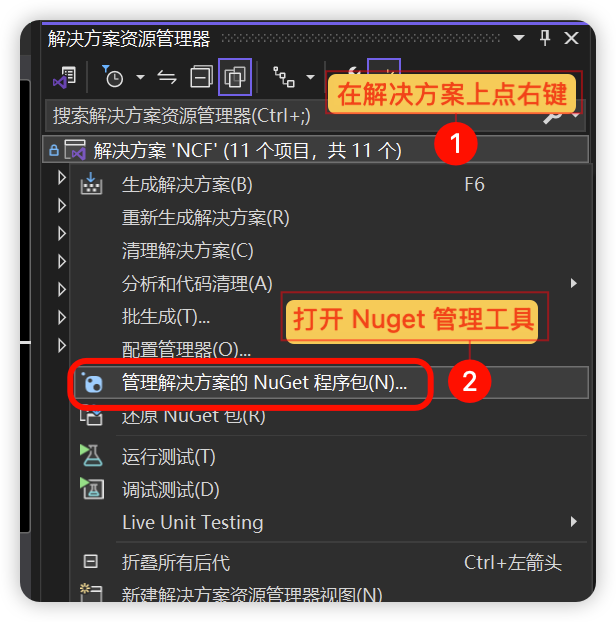 解决方案资源管理器
在解决方案上点右键
搜索解决方案资源管理器(Ctrl+;)
1
解决方案 'NCF' (11 个项目，共 11 个)
生成解决方案(B) F6
重新生成解决方案(R)
清理解决方案(C)
分析和代码清理(A)
批生成(T)...
打开 Nuget 管理工具
配置管理器(O)...
管理解决方案的 NuGet 程序包(N)...
2
还原 NuGet 包(R)
运行测试(T)
调试测试(D)
Live Unit Testing
折叠所有后代 Ctrl+左箭头
新建解决方案资源管理器视图(N)